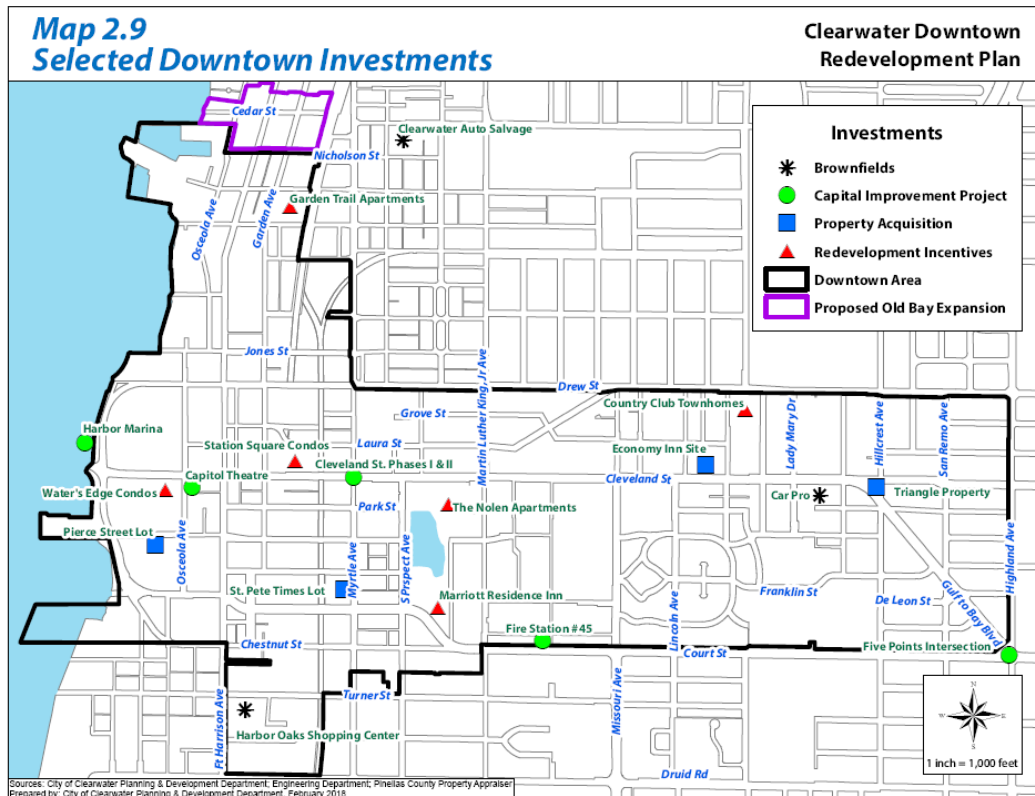 Map 2.9
Selected Downtown Investments
Clearwater Downtown
Redevelopment Plan
Investments
Brownfields
Capital Improvement Project
Property Acquisition
Redevelopment Incentives
Downtown Area
Proposed Old Bay Expansion
Cedar St
Clearwater Auto Salvage
Nicholson St
Garden Trail Apartments
Osceola Ave
Garden Ave
Jones St
Martin Luther King, Jr Ave
Drew St
Grove St
Country Club Townhomes
Lady Mary Dr
Hillcrest Ave
San Remo Ave
Harbor Marina
Station Square Condos
Laura St
Economy Inn Site
Capitol Theatre
Cleveland St. Phases I & II
Cleveland St
Water's Edge Condos
Car Pro
Triangle Property
Park St
The Nolen Apartments
Pierce Street Lot
Osceola Ave
Myrtle Ave
S Prspect Ave
Highland Ave
St. Pete Times Lot
Marriott Residence Inn
Franklin St
De Leon St
Gulf to Bay Blvd
Lincoln Ave
Fire Station #45
Chestnut St
Court St
Five Points Intersection
Turner St
Missouri Ave
Ft Harrison Ave
Harbor Oaks Shopping Center
Druid Rd
N
W
E
S
1 inch = 1,000 feet
Sources: City of Clearwater Planning & Development Department; Engineering Department; Pinellas County Property Appraiser
Prepared by: City of Clearwater Planning & Development Department, February 2018